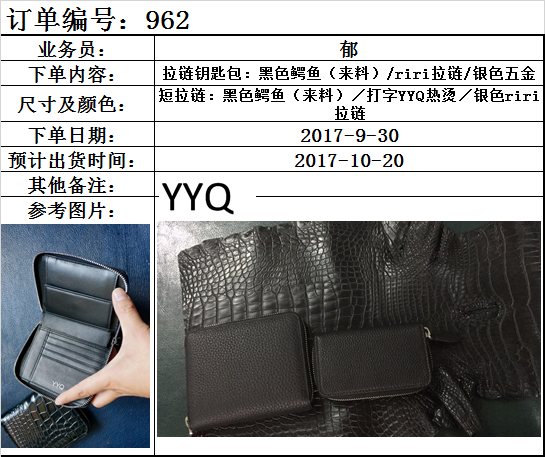 订单编号：962
业务员： 郁
下单内容： 拉链钥匙包：黑色鳄鱼（来料）/riri拉链/银色五金
尺寸及颜色： 短拉链：黑色鳄鱼（来料）／打字YYQ热烫／银色riri
拉链
下单日期： 2017-9-30
预计出货时间： 2017-10-20
其他备注： YYQ
参考图片：
YYQ